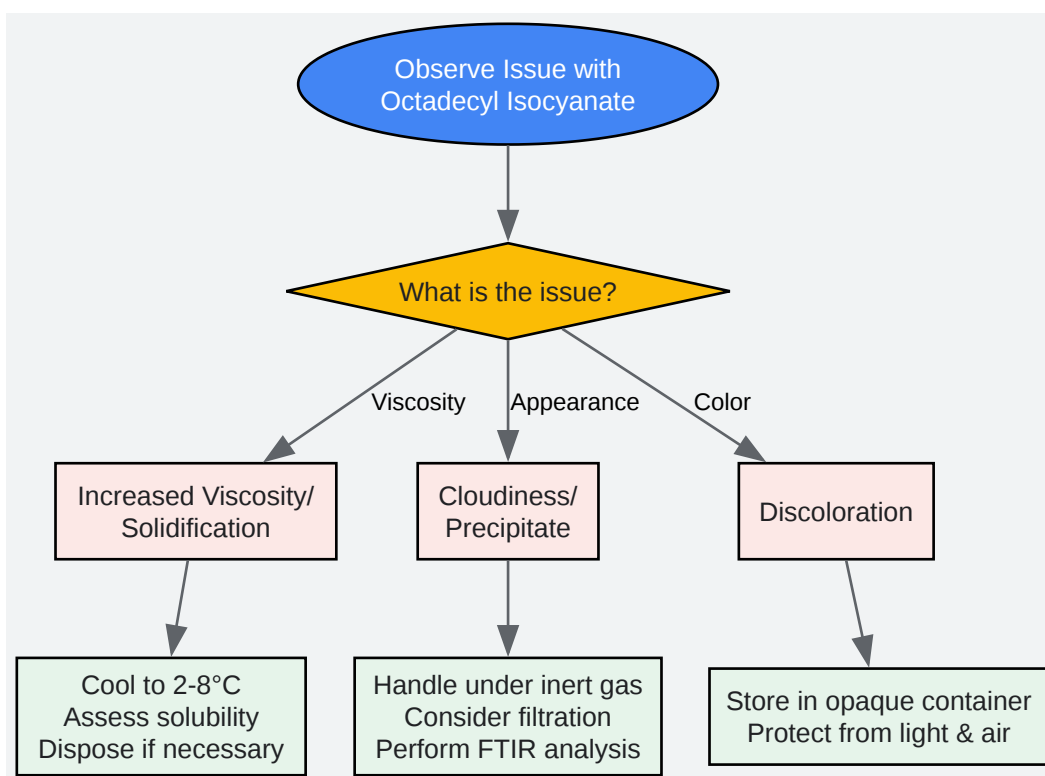 Observe Issue with
Octadecyl Isocyanate
What is the issue?
Viscosity
Appearance
Color
Increased Viscosity/
Solidification
Cloudiness/
Precipitate
Discoloration
Cool to 2-8°C
Assess solubility
Dispose if necessary
Handle under inert gas
Consider filtration
Perform FTIR analysis
Store in opaque container
Protect from light & air